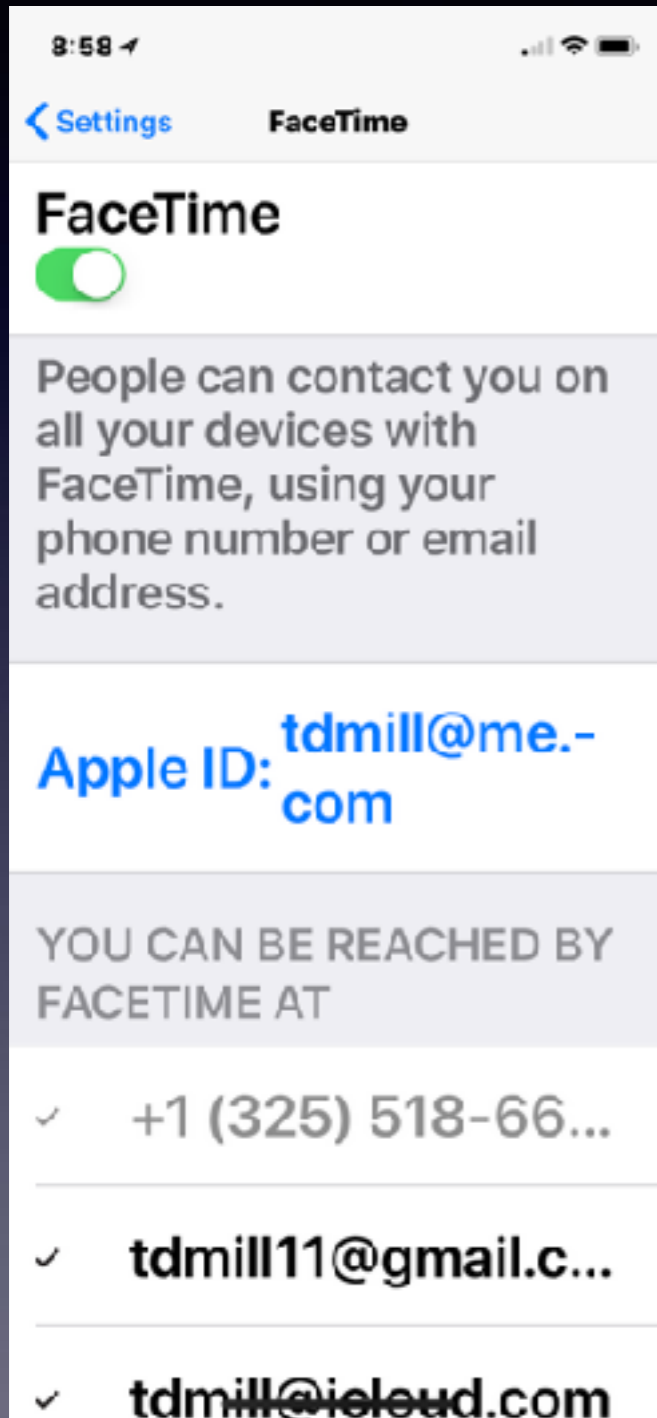 8:58
Settings FaceTime
FaceTime
People can contact you on
all your devices with
FaceTime, using your
phone number or email
address.
Apple ID: tdmill@me.-
com
YOU CAN BE REACHED BY
FACETIME AT
+1 (325) 518-66...
tdmill11@gmail.c...
tdmill@icloud.com